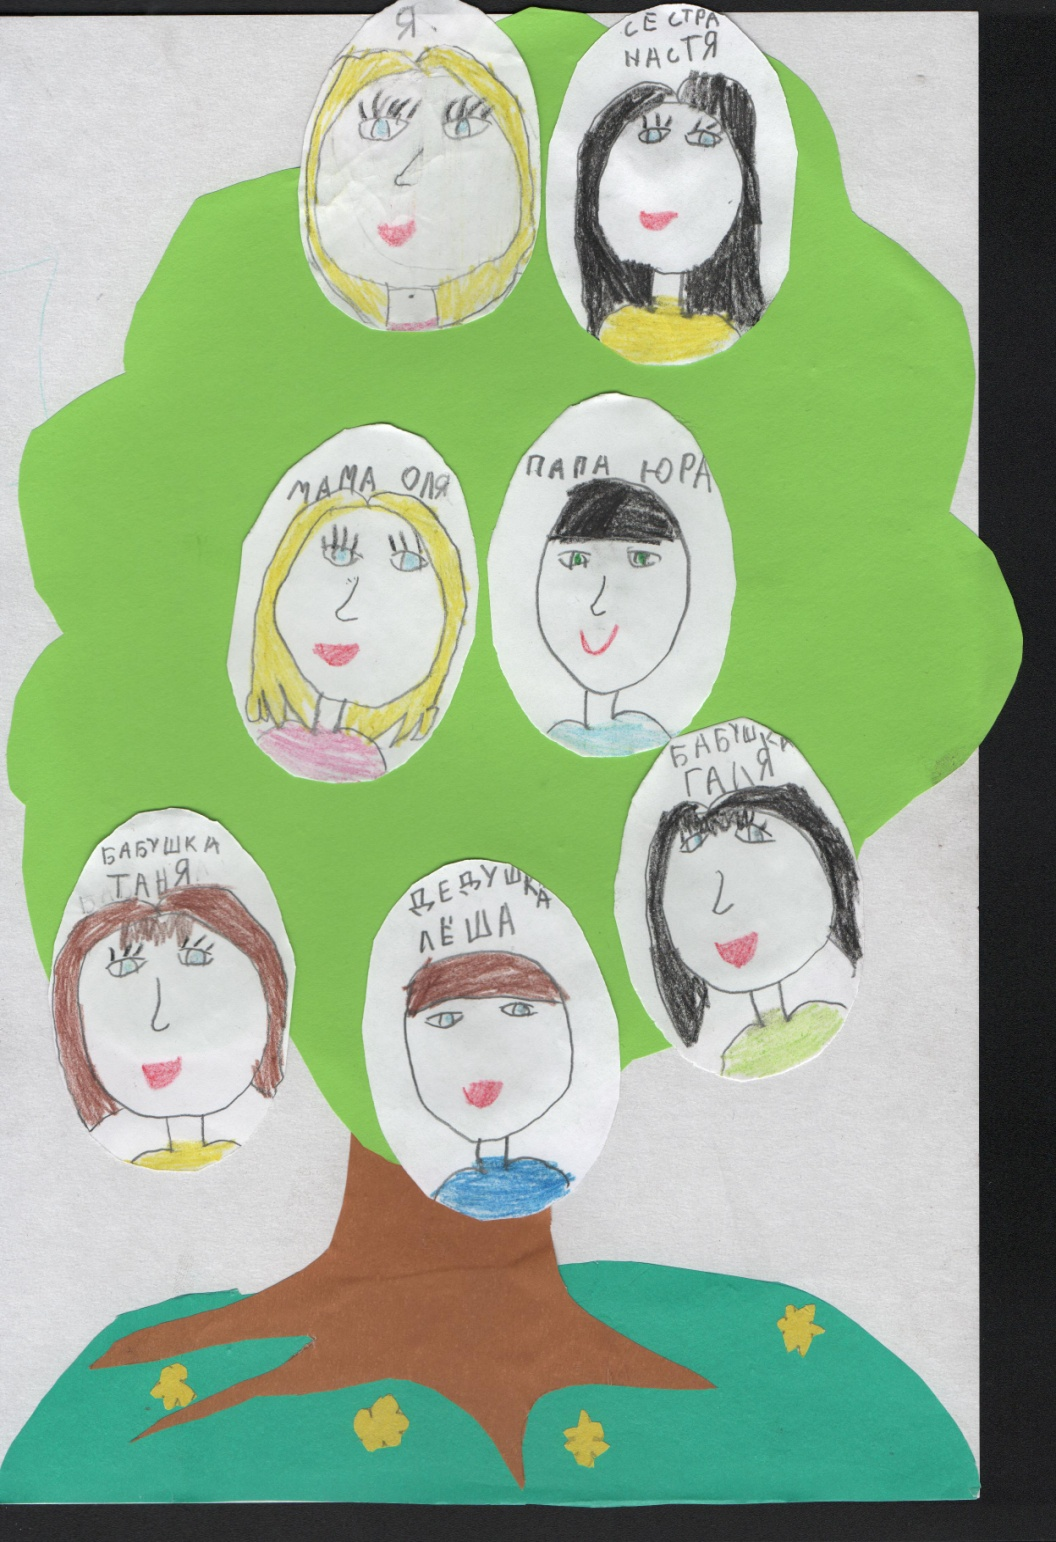 Я.
СЕСТРА
НАСТЯ
МАМА ОЛЯ
ПАПА ЮРА
БАБУШКА
ГАЛЯ
БАБУШКА
ТАНЯ
ДЕДУШКА
ЛЁША